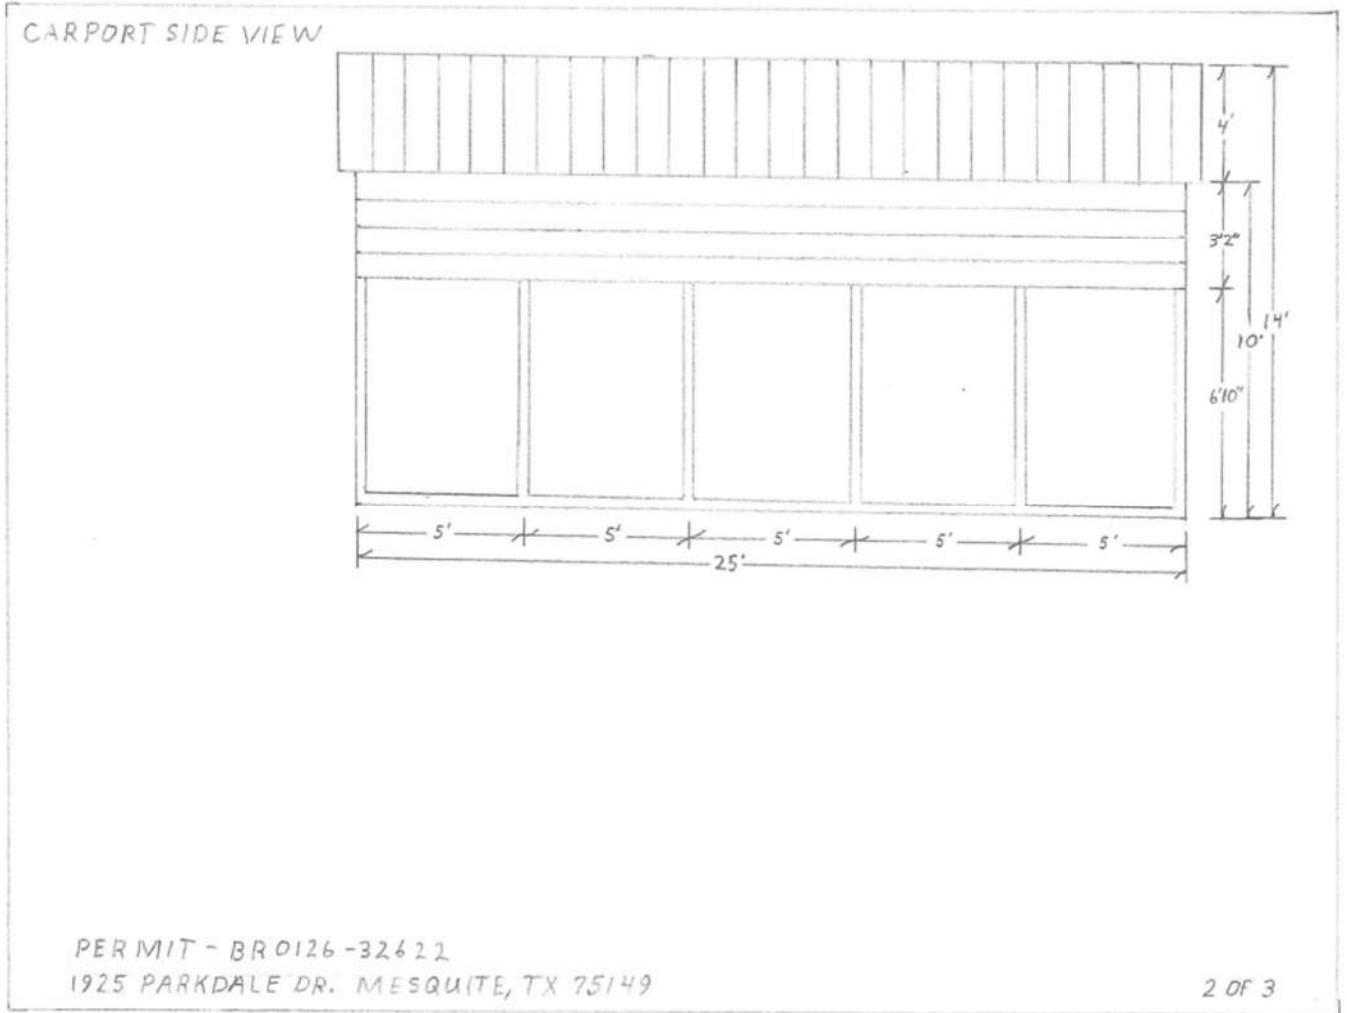 CARPORT SIDE VIEW
4'
3'2"
14'
10'
6'10"
5' 5' 5' 5' 5'
25'
PERMIT - BR0126-32622
1925 PARKDALE DR. MESQUITE, TX 75149
2 OF 3